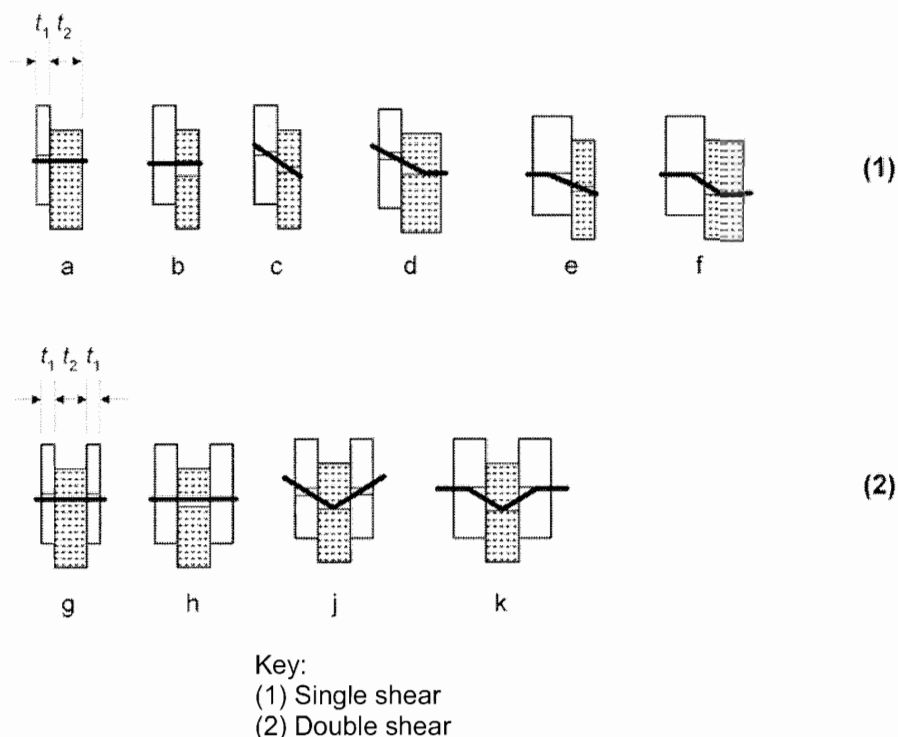 t₁ t₂
a b c d e f
(1)
t₁ t₂ t₁
g h j k
(2)
Key:
(1) Single shear
(2) Double shear